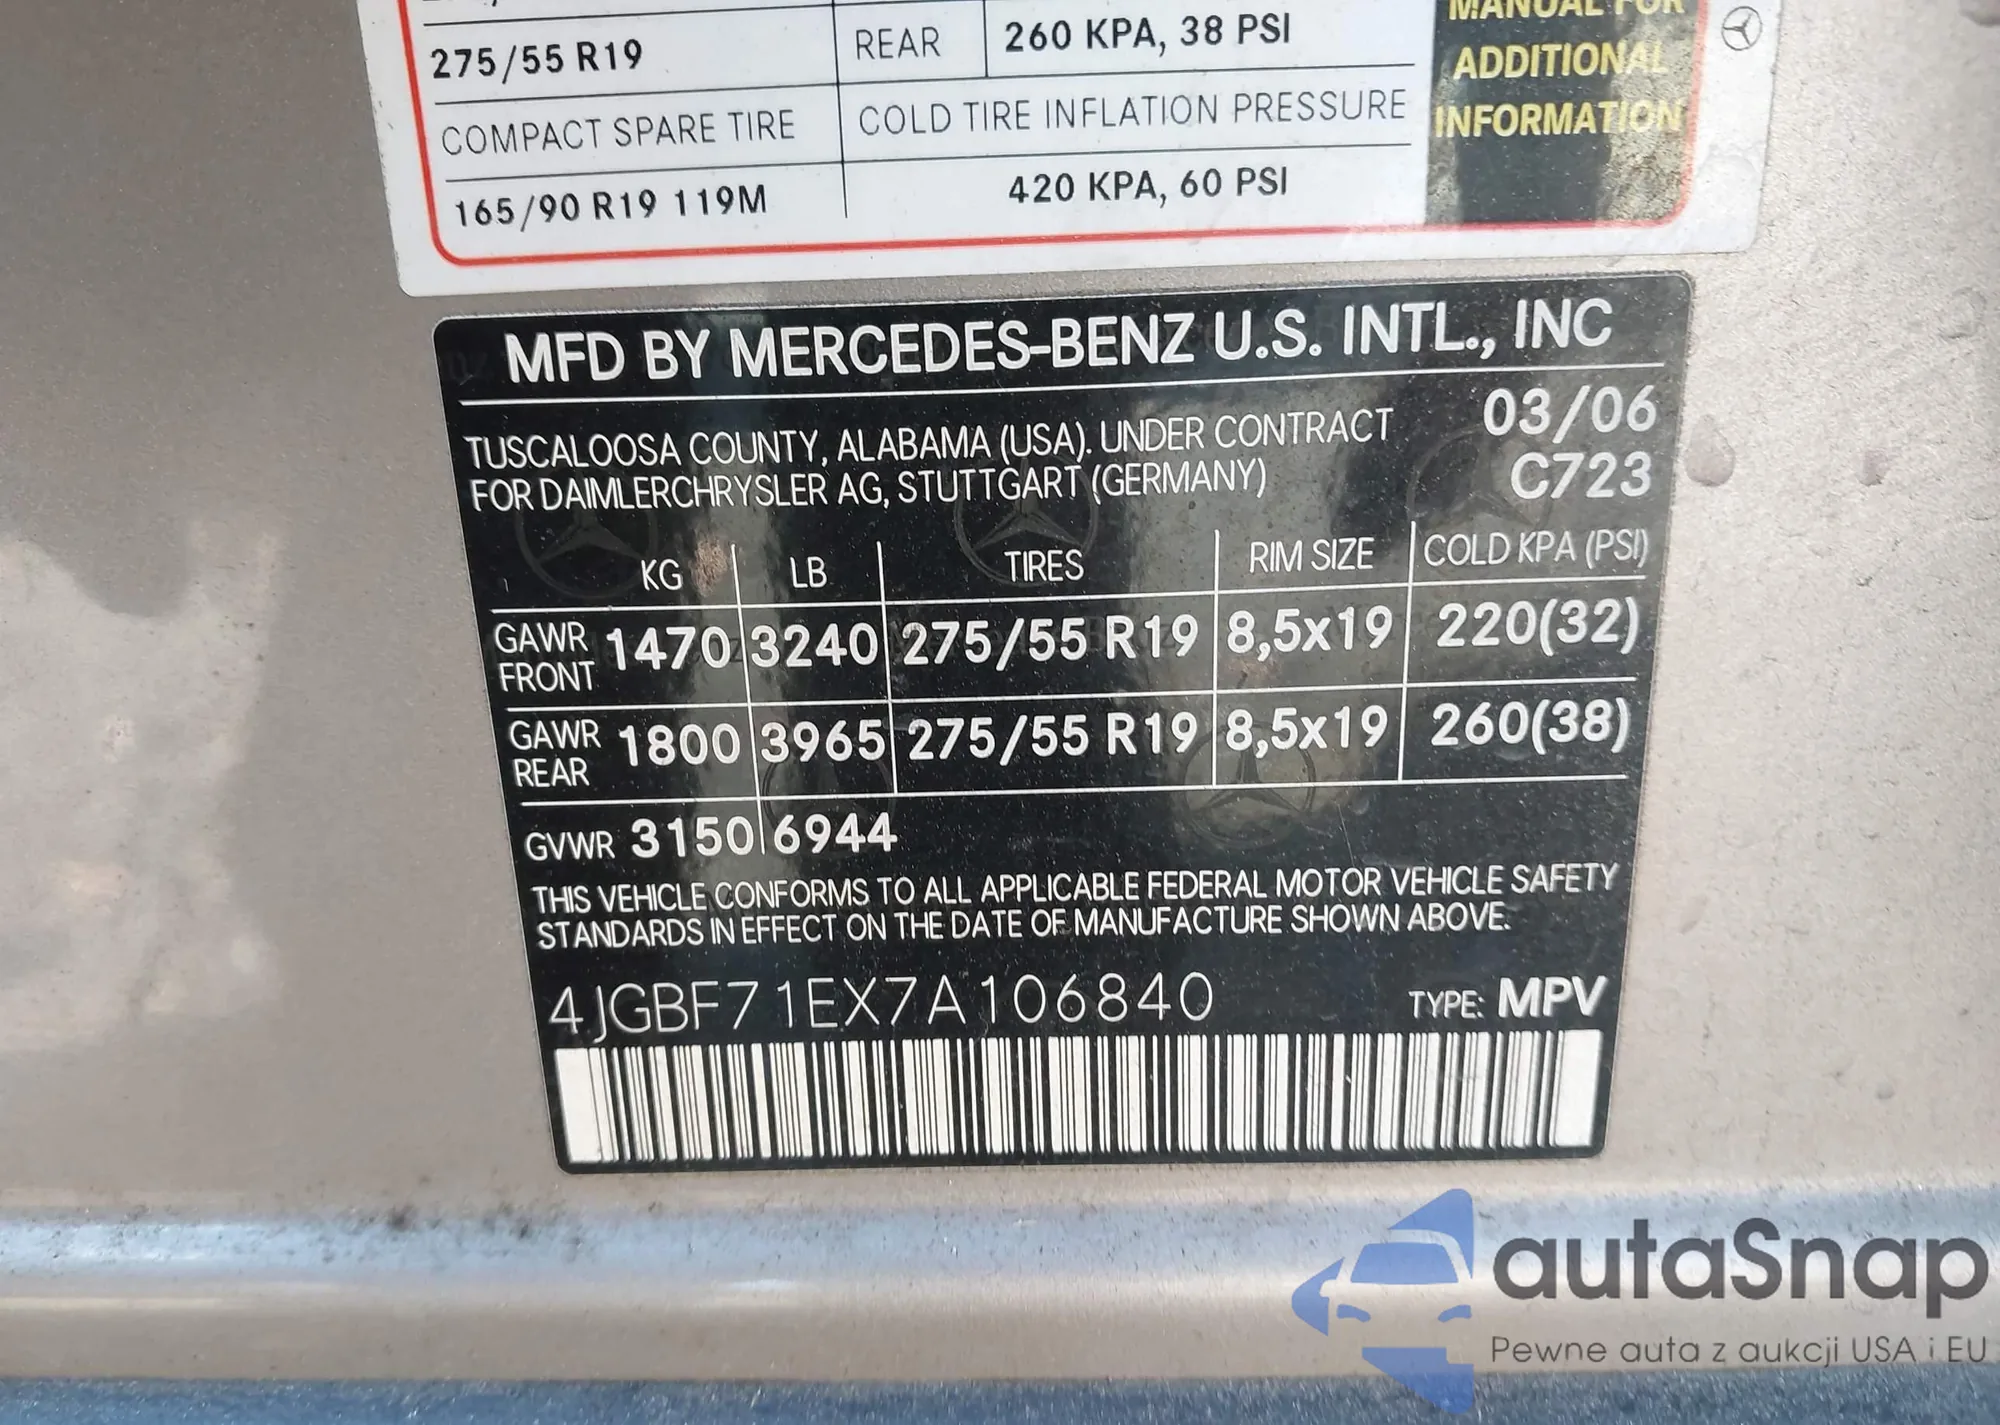 275/55 R19 REAR 260 KPA, 38 PSI
MANUAL FOR
ADDITIONAL
INFORMATION
COMPACT SPARE TIRE COLD TIRE INFLATION PRESSURE
165/90 R19 119M 420 KPA, 60 PSI
MFD BY MERCEDES-BENZ U.S. INTL., INC
03/06
TUSCALOOSA COUNTY, ALABAMA (USA). UNDER CONTRACT
FOR DAIMLERCHRYSLER AG, STUTTGART (GERMANY)
C723
KG LB TIRES RIM SIZE COLD KPA (PSI)
GAWR FRONT 1470 3240 275/55 R19 8,5x19 220(32)
GAWR REAR 1800 3965 275/55 R19 8,5x19 260(38)
GVWR 3150 6944
THIS VEHICLE CONFORMS TO ALL APPLICABLE FEDERAL MOTOR VEHICLE SAFETY
STANDARDS IN EFFECT ON THE DATE OF MANUFACTURE SHOWN ABOVE.
4JGBF71EX7A106840 TYPE: MPV
autaSnap
Pewne auta z aukcji USA i EU